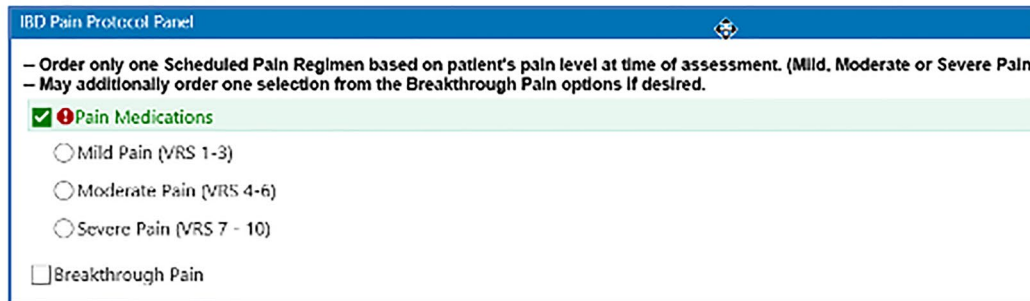 IBD Pain Protocol Panel
-- Order only one Scheduled Pain Regimen based on patient's pain level at time of assessment. (Mild, Moderate or Severe Pain
-- May additionally order one selection from the Breakthrough Pain options if desired.
Pain Medications
Mild Pain (VRS 1-3)
Moderate Pain (VRS 4-6)
Severe Pain (VRS 7 - 10)
Breakthrough Pain